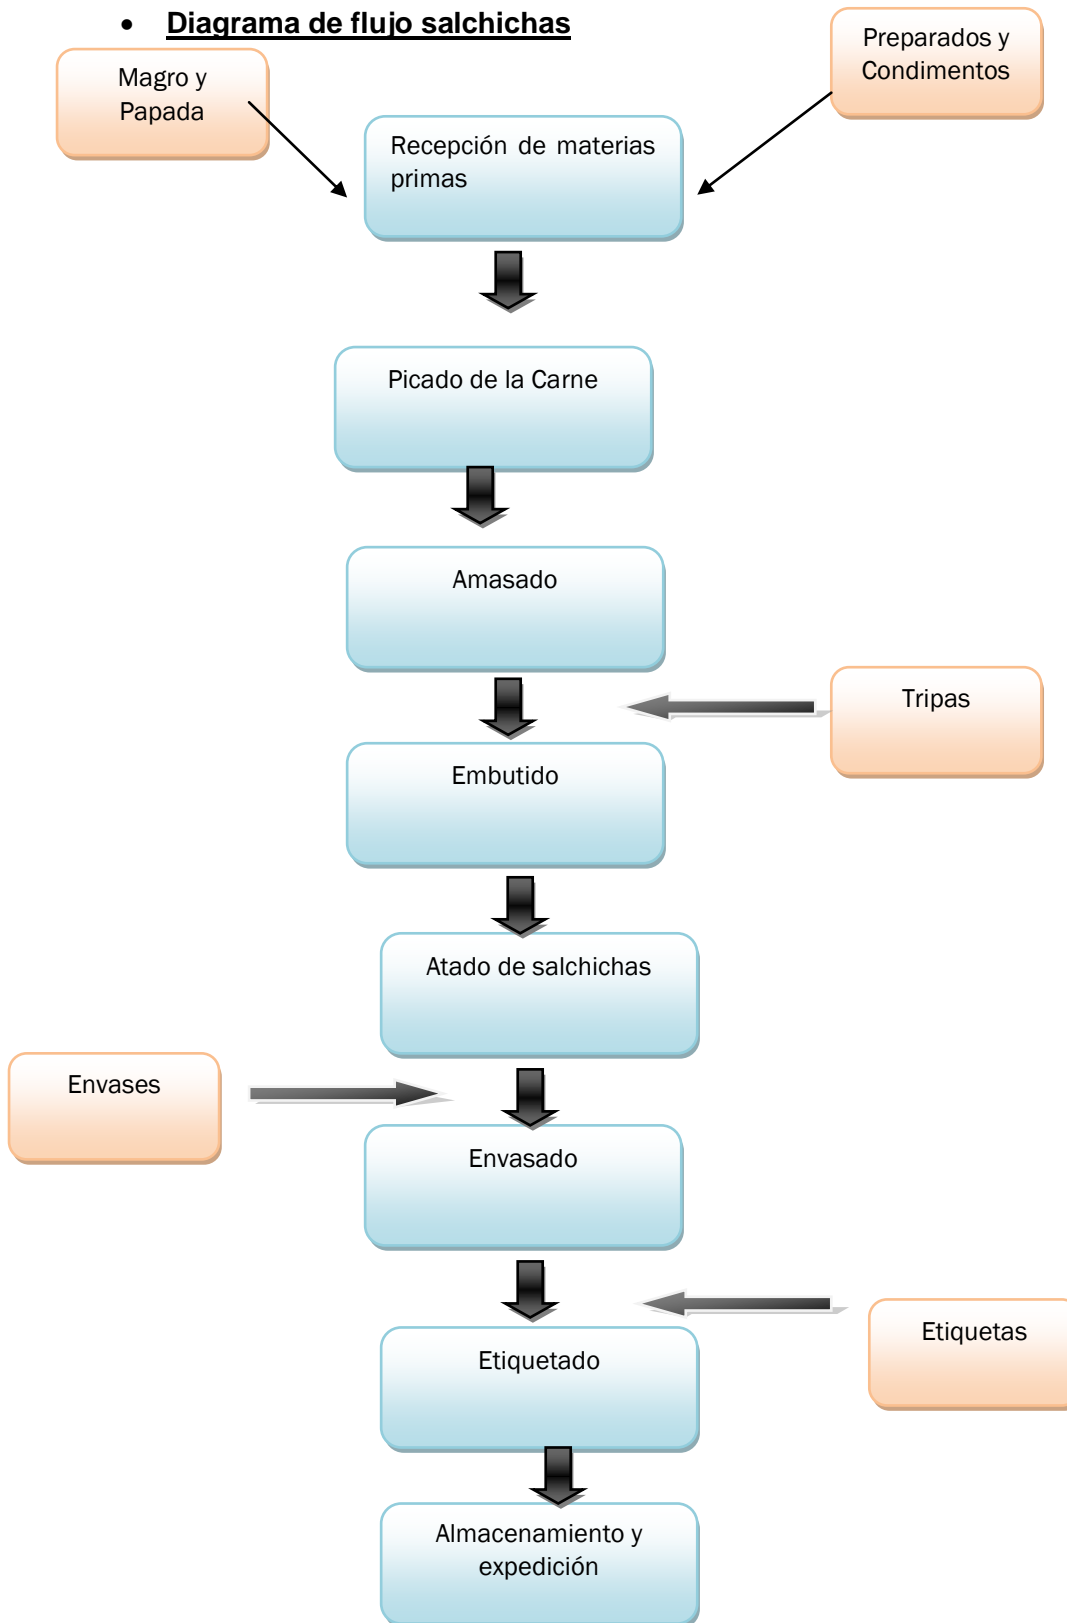 • Diagrama de flujo salchichas
Magro y
Papada
Preparados y
Condimentos
Recepción de materias
primas
Picado de la Carne
Amasado
Tripas
Embutido
Atado de salchichas
Envases
Envasado
Etiquetas
Etiquetado
Almacenamiento y
expedición